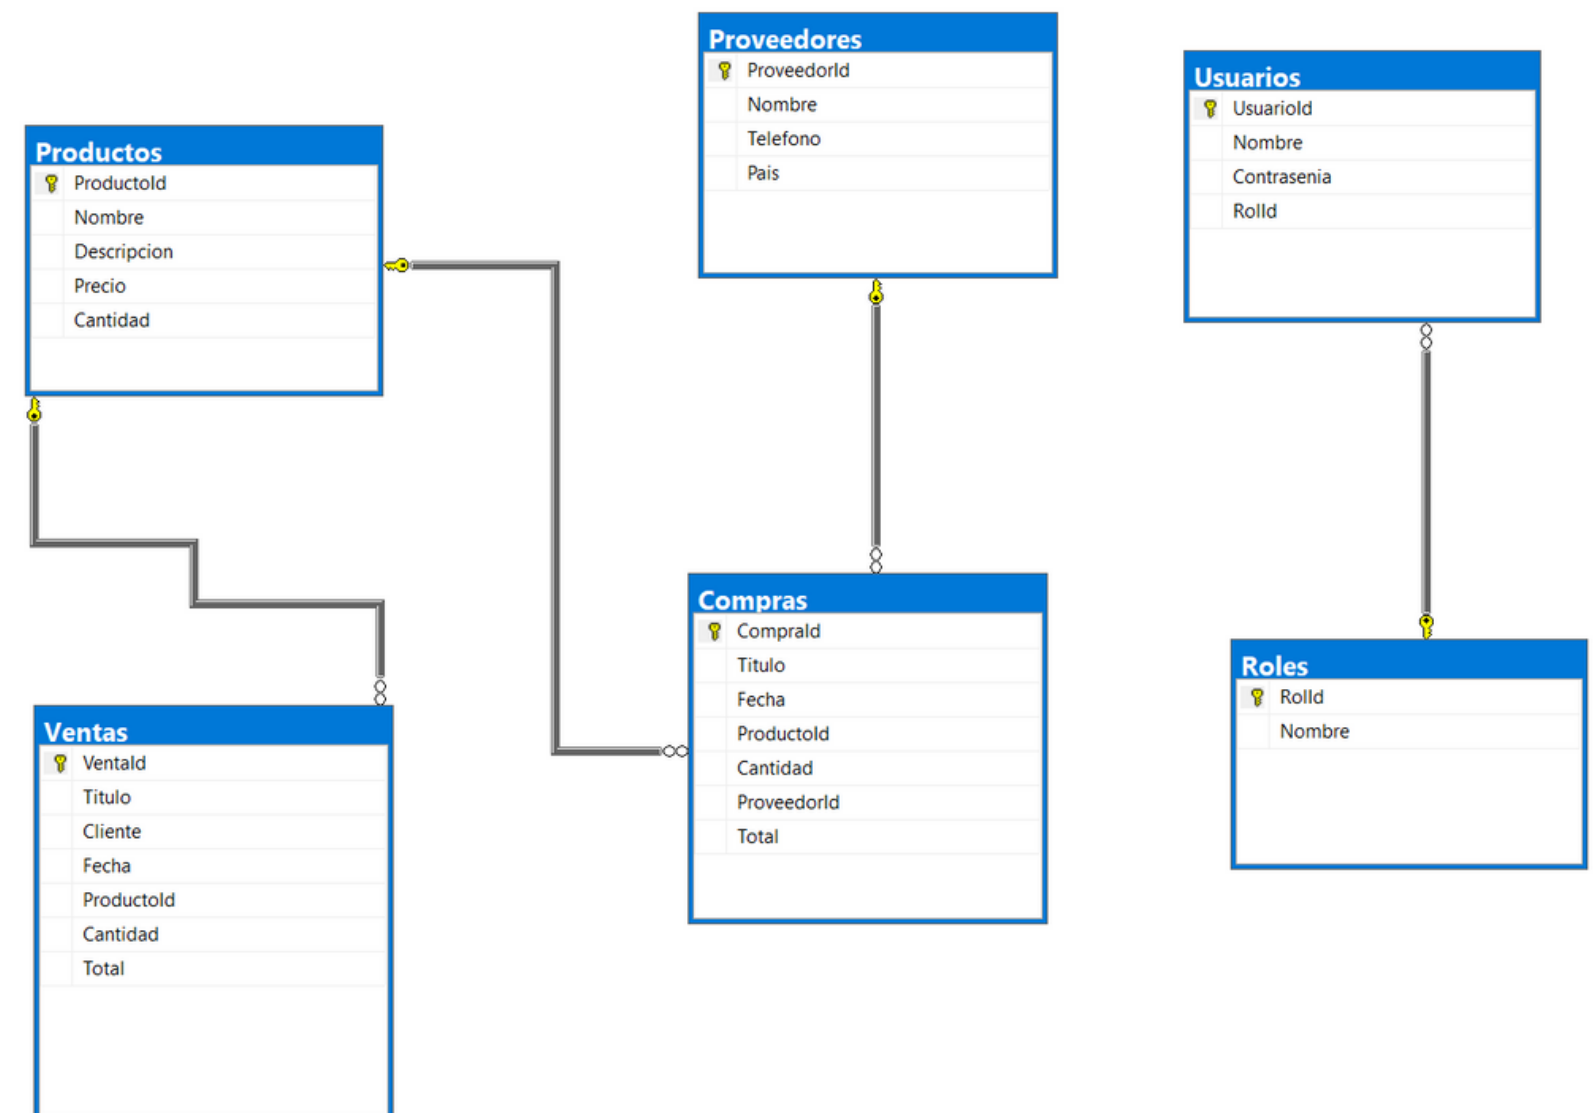 Proveedores
ProveedorId
Nombre
Telefono
Pais
Usuarios
UsuarioId
Nombre
Contrasenia
RolId
Productos
ProductoId
Nombre
Descripcion
Precio
Cantidad
Compras
CompraId
Titulo
Fecha
ProductoId
Cantidad
ProveedorId
Total
Roles
RolId
Nombre
Ventas
VentaId
Titulo
Cliente
Fecha
ProductoId
Cantidad
Total